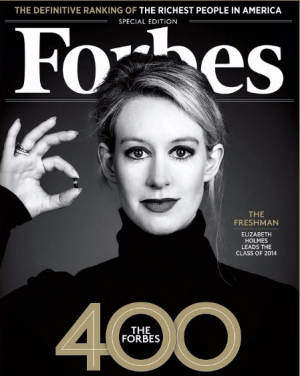 THE DEFINITIVE RANKING OF THE RICHEST PEOPLE IN AMERICA
SPECIAL EDITION
Forbes
THE
FRESHMAN
ELIZABETH
HOLMES
LEADS THE
CLASS OF 2014
THE
FORBES
400